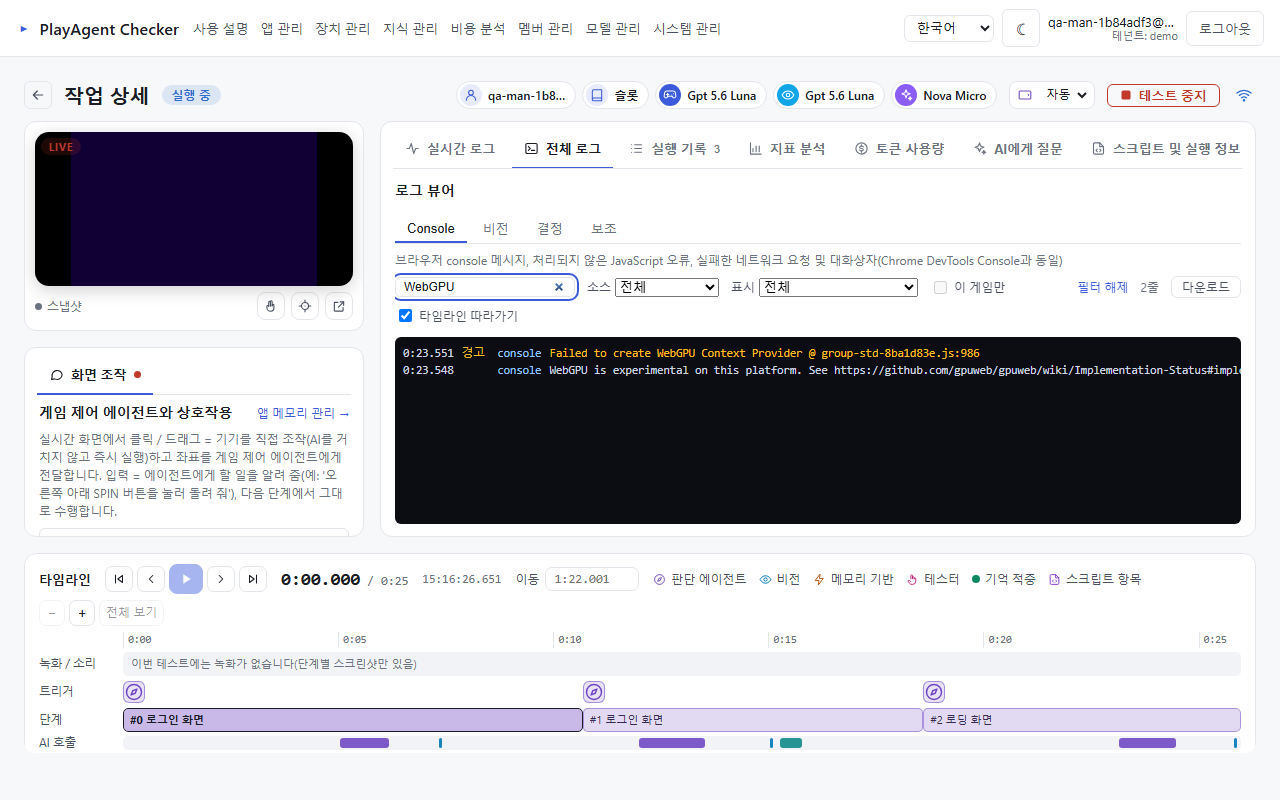 PlayAgent Checker 사용 설명 앱 관리 장치 관리 지식 관리 비용 분석 멤버 관리 모델 관리 시스템 관리 한국어 qa-man-1b84adf3@... 로그아웃
테넌트: demo
작업 상세 실행 중 qa-man-1b8... 슬롯 Gpt 5.6 Luna Gpt 5.6 Luna Nova Micro 자동 테스트 중지
LIVE
스냅샷
화면 조작
게임 제어 에이전트와 상호작용 앱 메모리 관리 →
실시간 화면에서 클릭 / 드래그 = 기기를 직접 조작(AI를 거
치지 않고 즉시 실행)하고 좌표를 게임 제어 에이전트에게
전달합니다. 입력 = 에이전트에게 할 일을 알려 줌(예: '오
른쪽 아래 SPIN 버튼을 눌러 돌려 줘'), 다음 단계에서 그대
로 수행합니다.
실시간 로그 전체 로그 실행 기록 3 지표 분석 토큰 사용량 AI에게 질문 스크립트 및 실행 정보
로그 뷰어
Console 비전 결정 보조
브라우저 console 메시지, 처리되지 않은 JavaScript 오류, 실패한 네트워크 요청 및 대화상자(Chrome DevTools Console과 동일)
WebGPU 소스 전체 표시 전체 이 게임만 필터 해제 2줄 다운로드
타임라인 따라가기
0:23.551 경고 console Failed to create WebGPU Context Provider @ group-std-8ba1d83e.js:986
0:23.548 console WebGPU is experimental on this platform. See https://github.com/gpuweb/gpuweb/wiki/Implementation-Status#imple
타임라인 0:00.000 / 0:25 15:16:26.651 이동 1:22.001 판단 에이전트 비전 메모리 기반 테스터 기억 적중 스크립트 항목
− + 전체 보기
0:00 0:05 0:10 0:15 0:20 0:25
녹화 / 소리 이번 테스트에는 녹화가 없습니다(단계별 스크린샷만 있음)
트리거
단계 #0 로그인 화면 #1 로그인 화면 #2 로딩 화면
AI 호출